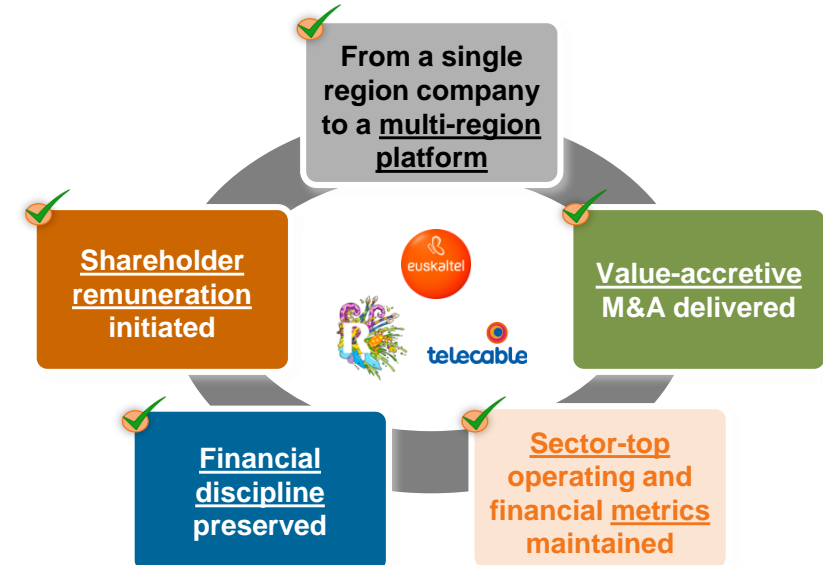 From a single
region company
to a multi-region
platform
Shareholder
remuneration
initiated
euskaltel
Value-accretive
M&A delivered
R
telecable
Financial
discipline
preserved
Sector-top
operating and
financial metrics
maintained